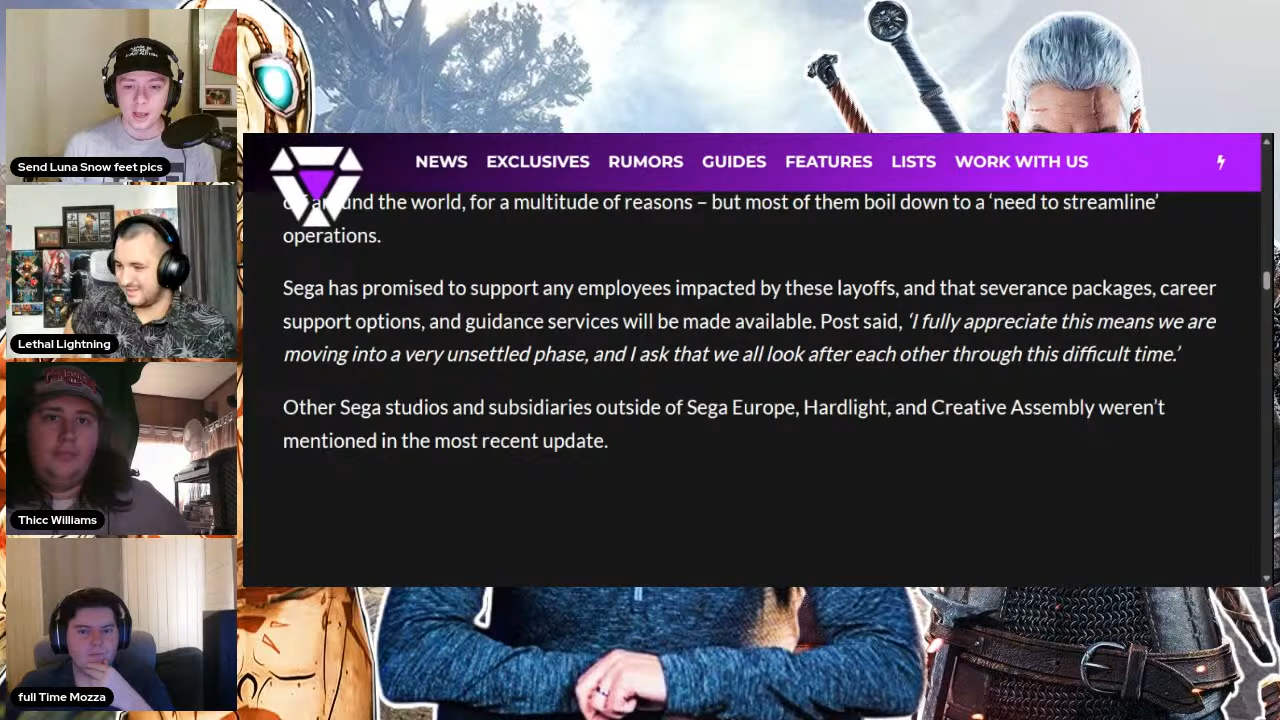 Send Luna Snow feet pics
Lethal Lightning
Thicc Williams
full Time Mozza
NEWS EXCLUSIVES RUMORS GUIDES FEATURES LISTS WORK WITH US
the world, for a multitude of reasons – but most of them boil down to a ‘need to streamline’
operations.
Sega has promised to support any employees impacted by these layoffs, and that severance packages, career
support options, and guidance services will be made available. Post said, ‘I fully appreciate this means we are
moving into a very unsettled phase, and I ask that we all look after each other through this difficult time.’
Other Sega studios and subsidiaries outside of Sega Europe, Hardlight, and Creative Assembly weren’t
mentioned in the most recent update.